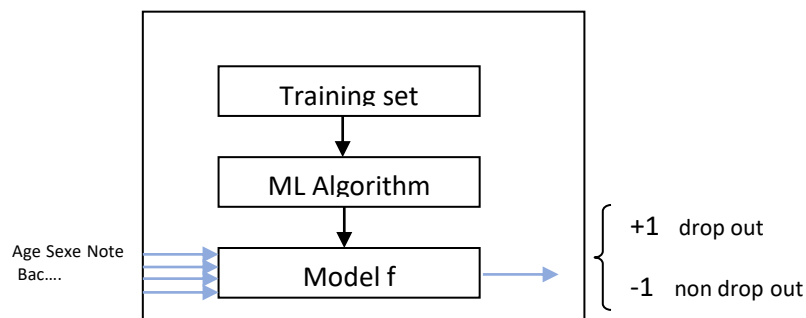 Training set
ML Algorithm
Age Sexe Note
Bac....
Model f
+1 drop out
-1 non drop out